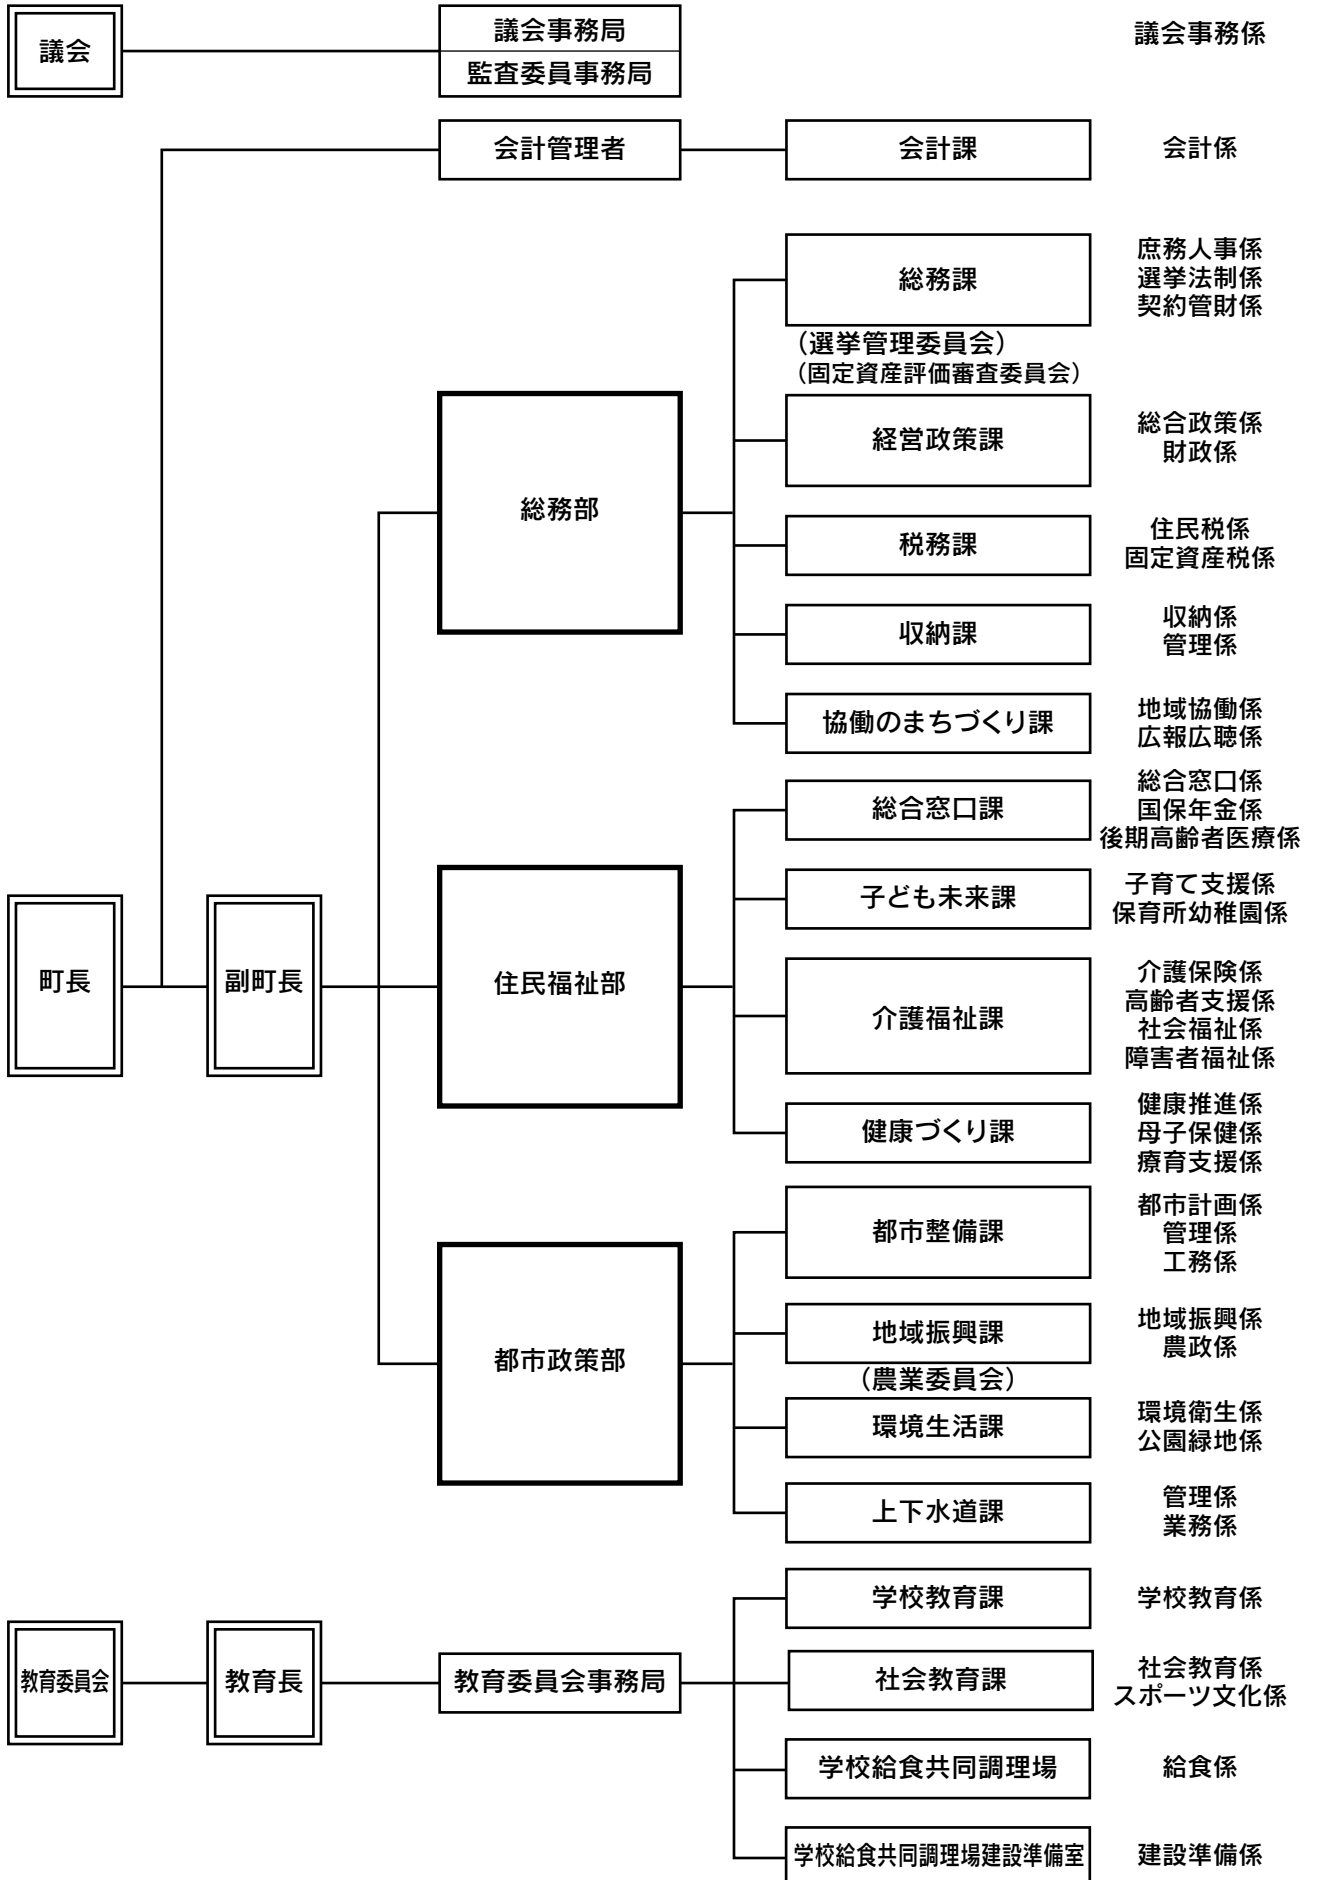 議会
議会事務局
監査委員事務局
議会事務係
会計管理者
会計課
会計係
総務課
庶務人事係
選挙法制係
契約管財係
（選挙管理委員会）
（固定資産評価審査委員会）
総務部
経営政策課
総合政策係
財政係
税務課
住民税係
固定資産税係
収納課
収納係
管理係
協働のまちづくり課
地域協働係
広報広聴係
町長
副町長
住民福祉部
総合窓口課
総合窓口係
国保年金係
後期高齢者医療係
子ども未来課
子育て支援係
保育所幼稚園係
介護福祉課
介護保険係
高齢者支援係
社会福祉係
障害者福祉係
健康づくり課
健康推進係
母子保健係
療育支援係
都市政策部
都市整備課
都市計画係
管理係
工務係
地域振興課
地域振興係
農政係
（農業委員会）
環境生活課
環境衛生係
公園緑地係
上下水道課
管理係
業務係
教育委員会
教育長
教育委員会事務局
学校教育課
学校教育係
社会教育課
社会教育係
スポーツ文化係
学校給食共同調理場
給食係
学校給食共同調理場建設準備室
建設準備係